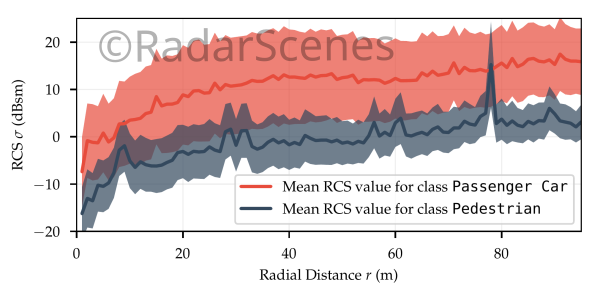 ©RadarScenes
20
10
0
−10
−20
RCS σ (dBsm)
Mean RCS value for class Passenger Car
Mean RCS value for class Pedestrian
0 20 40 60 80
Radial Distance r (m)